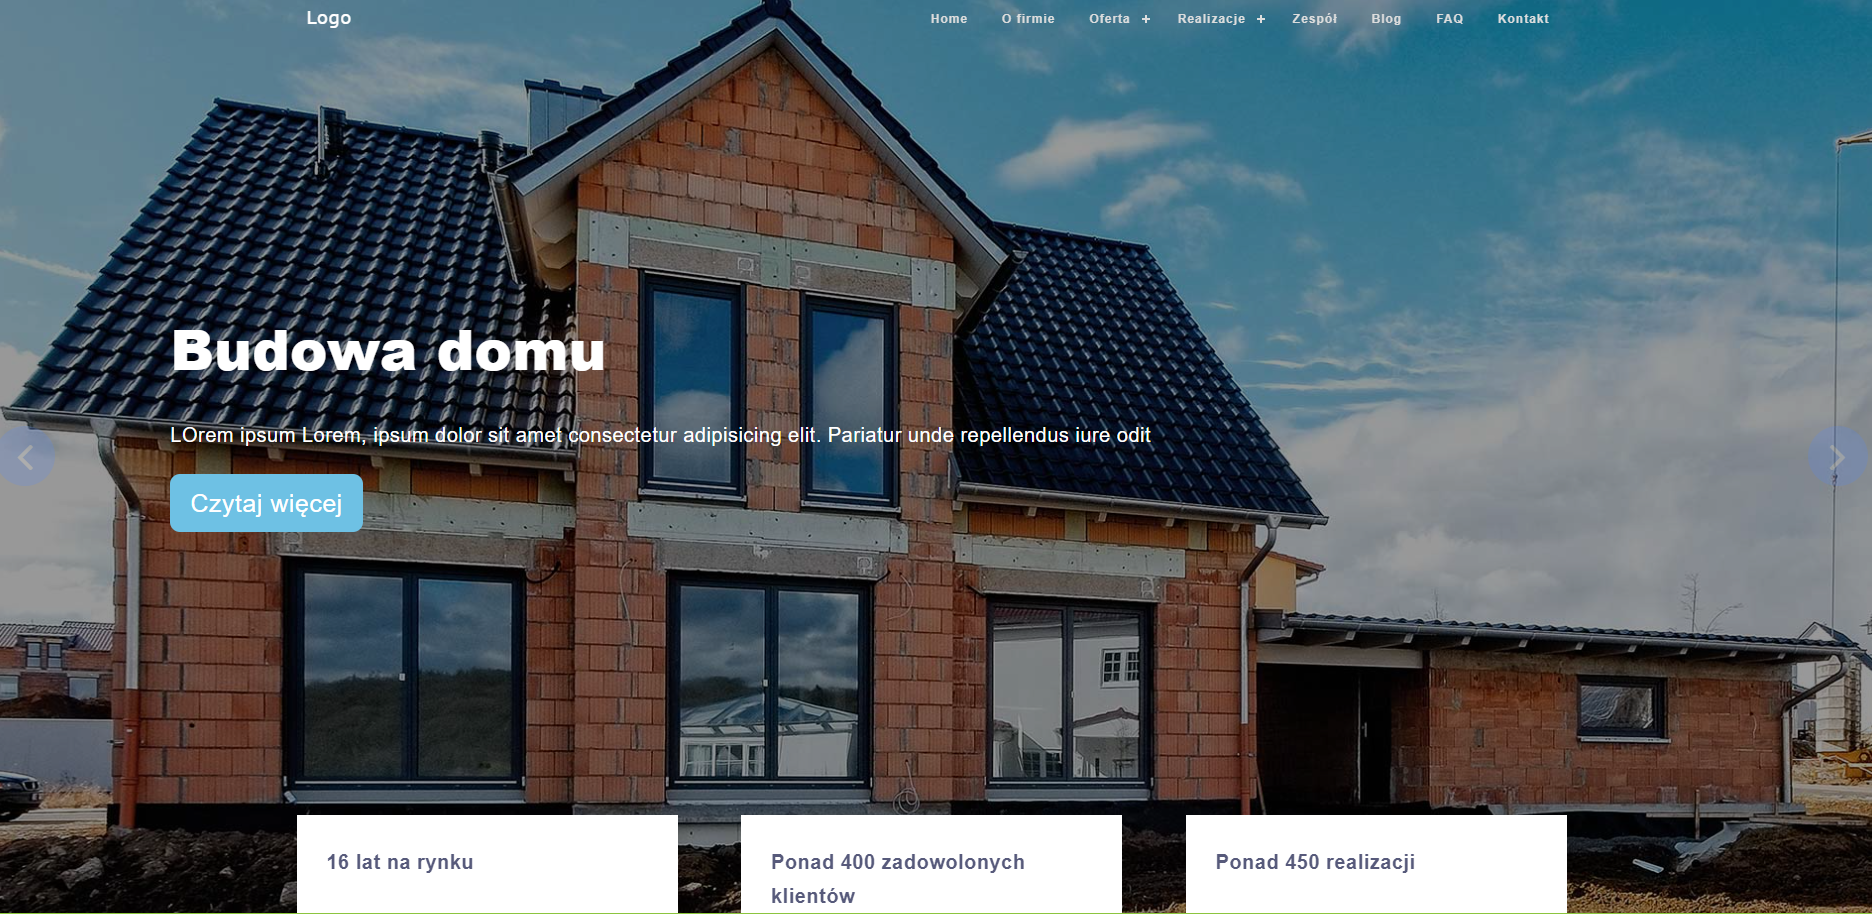 Logo
Home O firmie Oferta + Realizacje + Zespół Blog FAQ Kontakt
Budowa domu
LOrem ipsum Lorem, ipsum dolor sit amet consectetur adipisicing elit. Pariatur unde repellendus iure odit
Czytaj więcej
16 lat na rynku
Ponad 400 zadowolonych
klientów
Ponad 450 realizacji